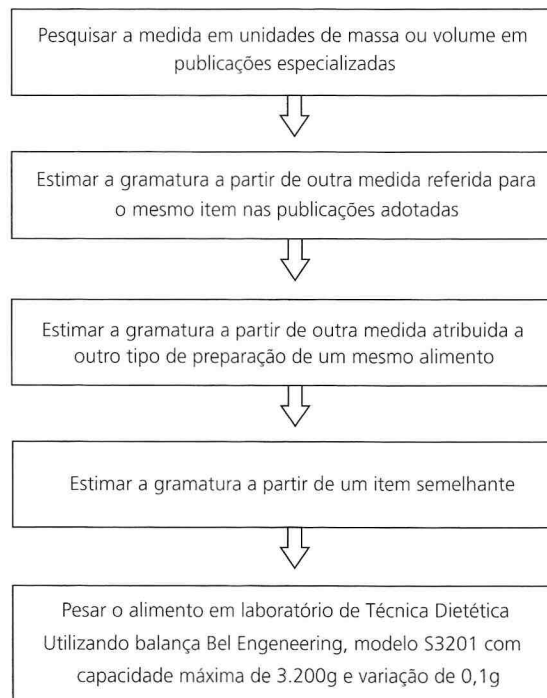 Pesquisar a medida em unidades de massa ou volume em
publicações especializadas
Estimar a gramatura a partir de outra medida referida para
o mesmo item nas publicações adotadas
Estimar a gramatura a partir de outra medida atribuida a
outro tipo de preparação de um mesmo alimento
Estimar a gramatura a partir de um item semelhante
Pesar o alimento em laboratório de Técnica Dietética
Utilizando balança Bel Engeneering, modelo S3201 com
capacidade máxima de 3.200g e variação de 0,1g